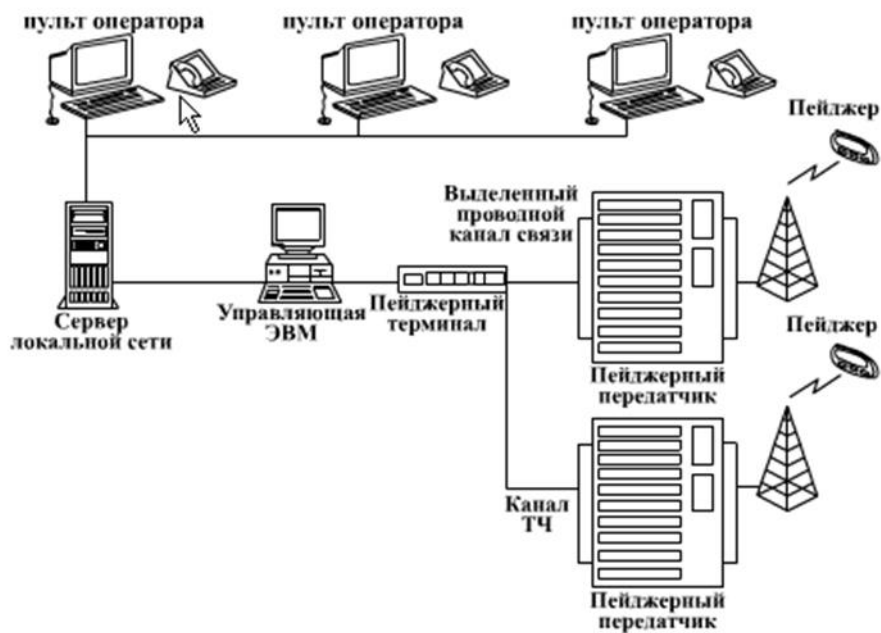 пульт оператора
пульт оператора
пульт оператора
Пейджер
Выделенный
проводной
канал связи
Сервер
локальной сети
Управляющая
ЭВМ
Пейджерный
терминал
Пейджерный
передатчик
Пейджер
Канал
ТЧ
Пейджерный
передатчик